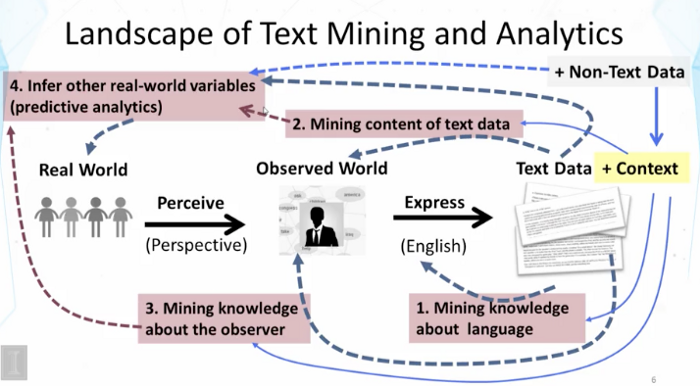 Landscape of Text Mining and Analytics
+ Non-Text Data
4. Infer other real-world variables
(predictive analytics)
2. Mining content of text data
Real World
Observed World
Text Data + Context
Perceive
(Perspective)
Express
(English)
3. Mining knowledge
about the observer
1. Mining knowledge
about language
6